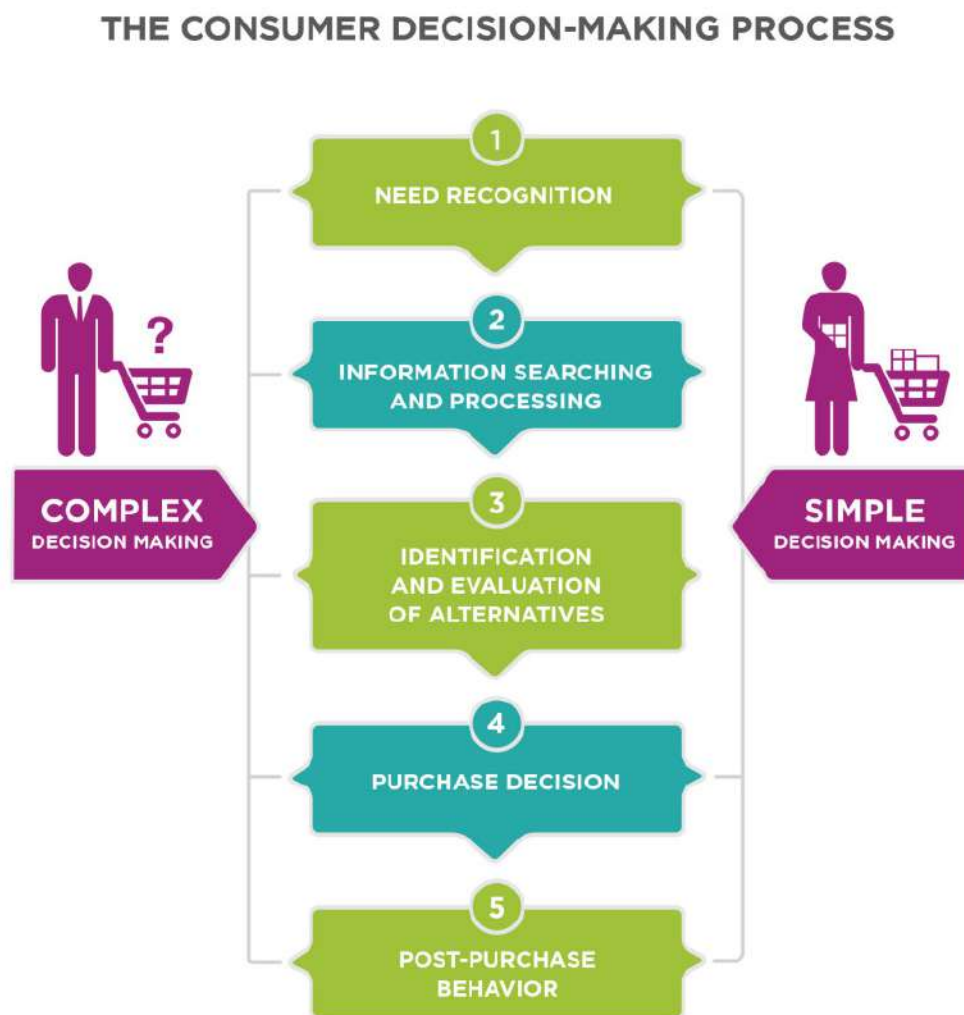 THE CONSUMER DECISION-MAKING PROCESS
1
NEED RECOGNITION
2
INFORMATION SEARCHING
AND PROCESSING
?
COMPLEX
DECISION MAKING
SIMPLE
DECISION MAKING
3
IDENTIFICATION
AND EVALUATION
OF ALTERNATIVES
4
PURCHASE DECISION
5
POST-PURCHASE
BEHAVIOR